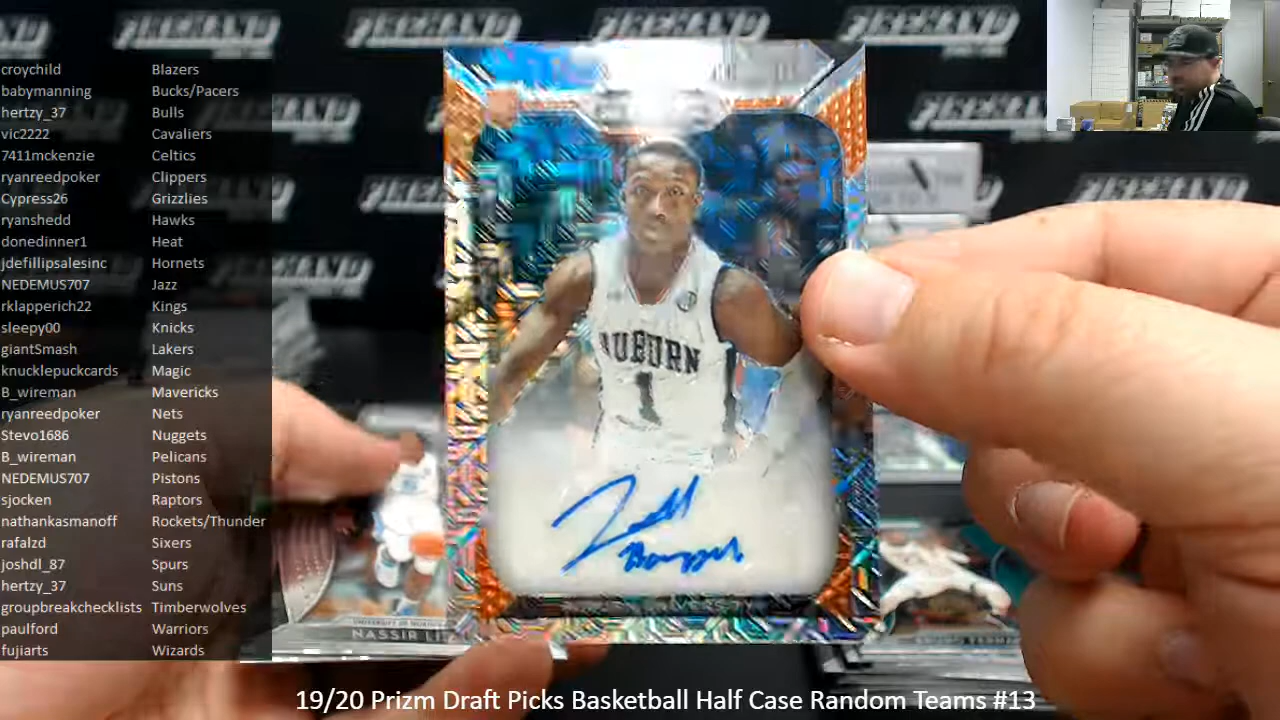 croychild Blazers
babymanning Bucks/Pacers
hertzy_37 Bulls
vic2222 Cavaliers
7411mckenzie Celtics
ryanreedpoker Clippers
Cypress26 Grizzlies
ryanshedd Hawks
donedinner1 Heat
jdefillipsalesinc Hornets
NEDEMUS707 Jazz
rklapperich22 Kings
sleepy00 Knicks
giantSmash Lakers
knucklepuckcards Magic
B_wireman Mavericks
ryanreedpoker Nets
Stevo1686 Nuggets
B_wireman Pelicans
NEDEMUS707 Pistons
sjocken Raptors
nathankasmanoff Rockets/Thunder
rafalzd Sixers
joshdl_87 Spurs
hertzy_37 Suns
groupbreakchecklists Timberwolves
paulford Warriors
fujiarts Wizards
FIREHAND
AUBURN
1
NASSIR
19/20 Prizm Draft Picks Basketball Half Case Random Teams #13